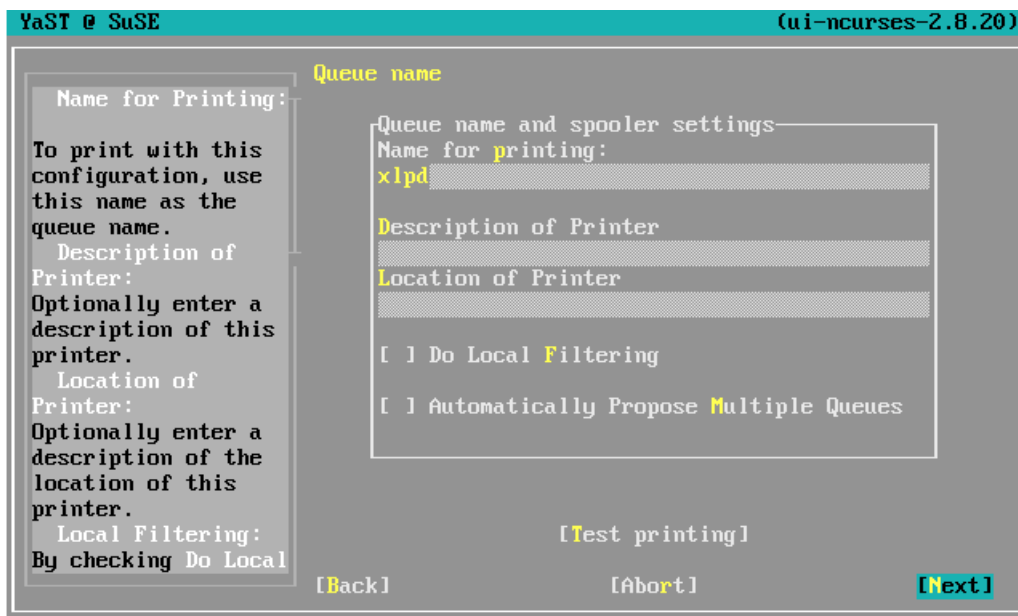 YaST @ SuSE (ui-ncurses-2.8.20)
Name for Printing:
To print with this
configuration, use
this name as the
queue name.
Description of
Printer:
Optionally enter a
description of this
printer.
Location of
Printer:
Optionally enter a
description of the
location of this
printer.
Local Filtering:
By checking Do Local
Queue name
Queue name and spooler settings
Name for printing:
xlpd
Description of Printer
Location of Printer
[ ] Do Local Filtering
[ ] Automatically Propose Multiple Queues
[Test printing]
[Back] [Abort] [Next]